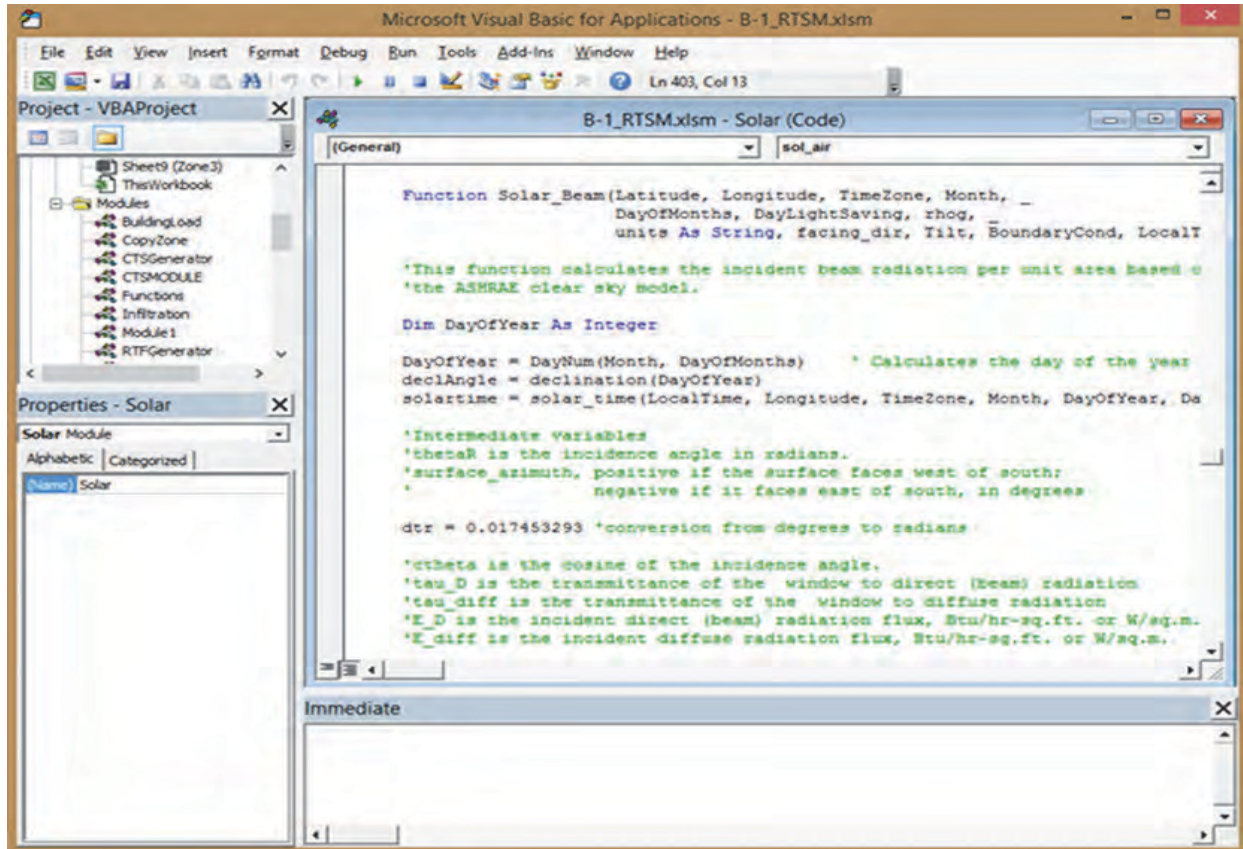 Microsoft Visual Basic for Applications - B-1_RTSM.xlsm
File Edit View Insert Format Debug Run Tools Add-Ins Window Help
Ln 403, Col 13
Project - VBAProject
Sheet9 (Zone3)
ThisWorkbook
Modules
BuildingLoad
CopyZone
CTSGenerator
CTSMODULE
Functions
Infiltration
Module1
RTFGenerator
Properties - Solar
Solar Module
Alphabetic Categorized
(Name) Solar
B-1_RTSM.xlsm - Solar (Code)
(General) sol_air
Function Solar_Beam(Latitude, Longitude, TimeZone, Month, _
DayOfMonths, DayLightSaving, rhog, _
units As String, facing_dir, Tilt, BoundaryCond, LocalT
'This function calculates the incident beam radiation per unit area based o
'the ASHRAE clear sky model.
Dim DayOfYear As Integer
DayOfYear = DayNum(Month, DayOfMonths) ' Calculates the day of the year
declAngle = declination(DayOfYear)
solartime = solar_time(LocalTime, Longitude, TimeZone, Month, DayOfYear, Da
'Intermediate variables
'thetaR is the incidence angle in radians.
'surface_azimuth, positive if the surface faces west of south;
' negative if it faces east of south, in degrees
dtr = 0.017453293 'conversion from degrees to radians
'ctheta is the cosine of the incidence angle.
'tau_D is the transmittance of the window to direct (beam) radiation
'tau_diff is the transmittance of the window to diffuse radiation
'E_D is the incident direct (beam) radiation flux, Btu/hr-sq.ft. or W/sq.m.
'E_diff is the incident diffuse radiation flux, Btu/hr-sq.ft. or W/sq.m.
Immediate